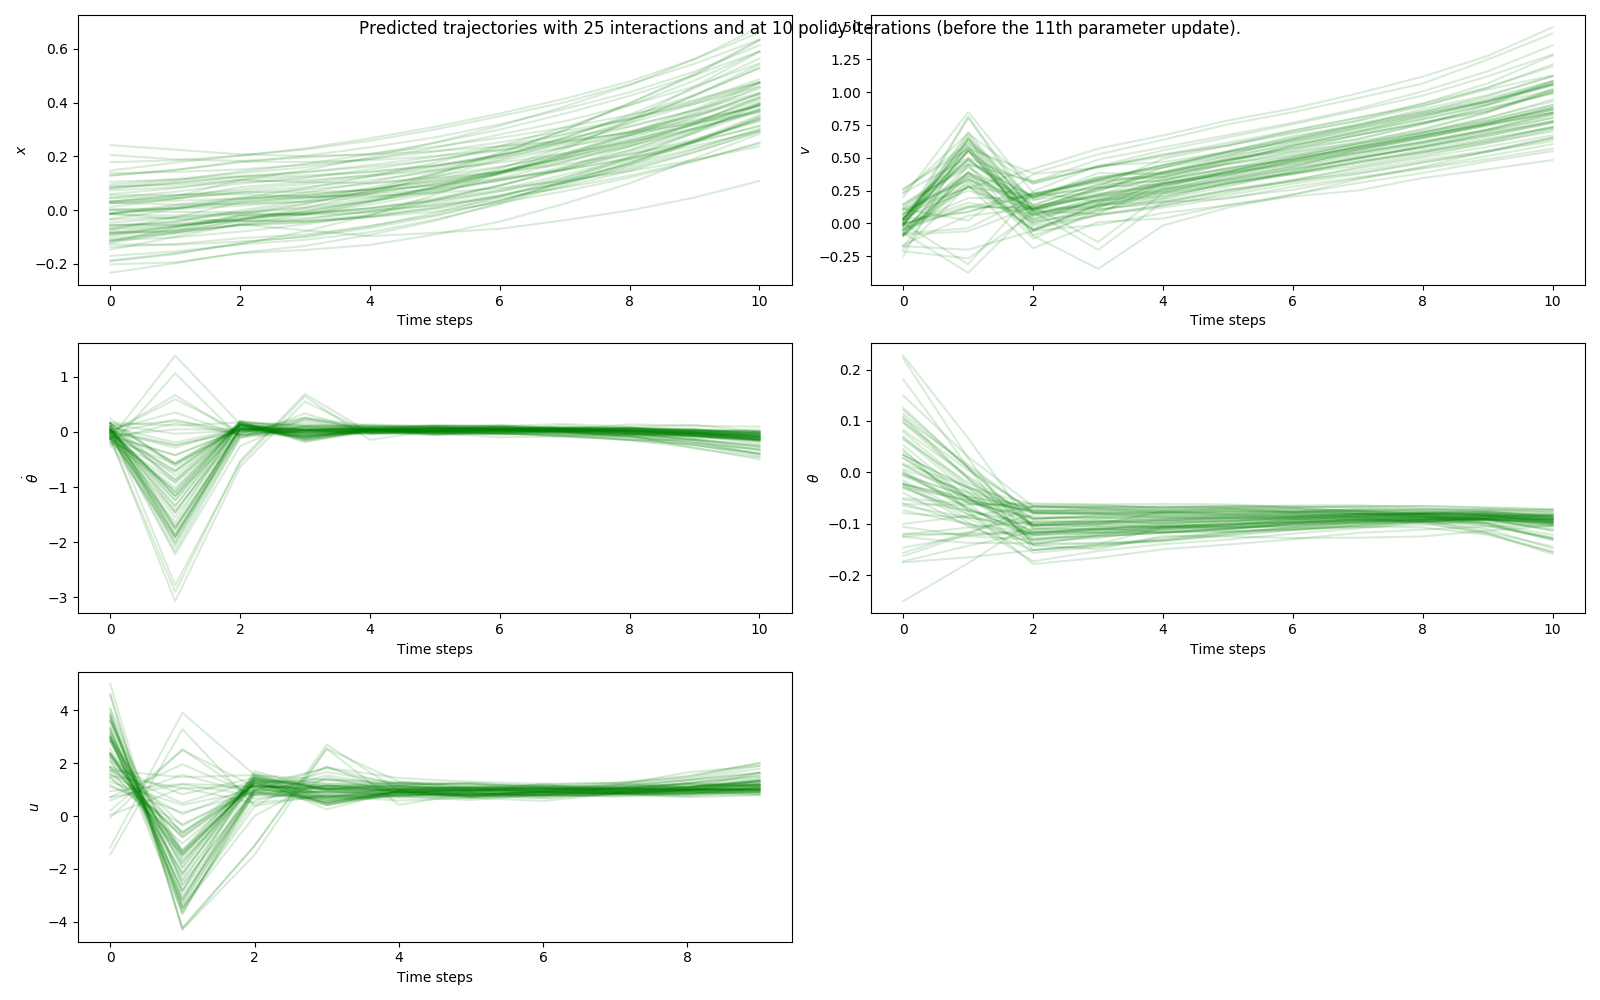 Predicted trajectories with 25 interactions and at 10 policy iterations (before the 11th parameter update).
0.6
0.4
0.2
0.0
−0.2
x
0 2 4 6 8 10
Time steps
1.50
1.25
1.00
0.75
0.50
0.25
0.00
−0.25
v
0 2 4 6 8 10
Time steps
1
0
−1
−2
−3
θ̇
0 2 4 6 8 10
Time steps
0.2
0.1
0.0
−0.1
−0.2
θ
0 2 4 6 8 10
Time steps
4
2
0
−2
−4
u
0 2 4 6 8
Time steps